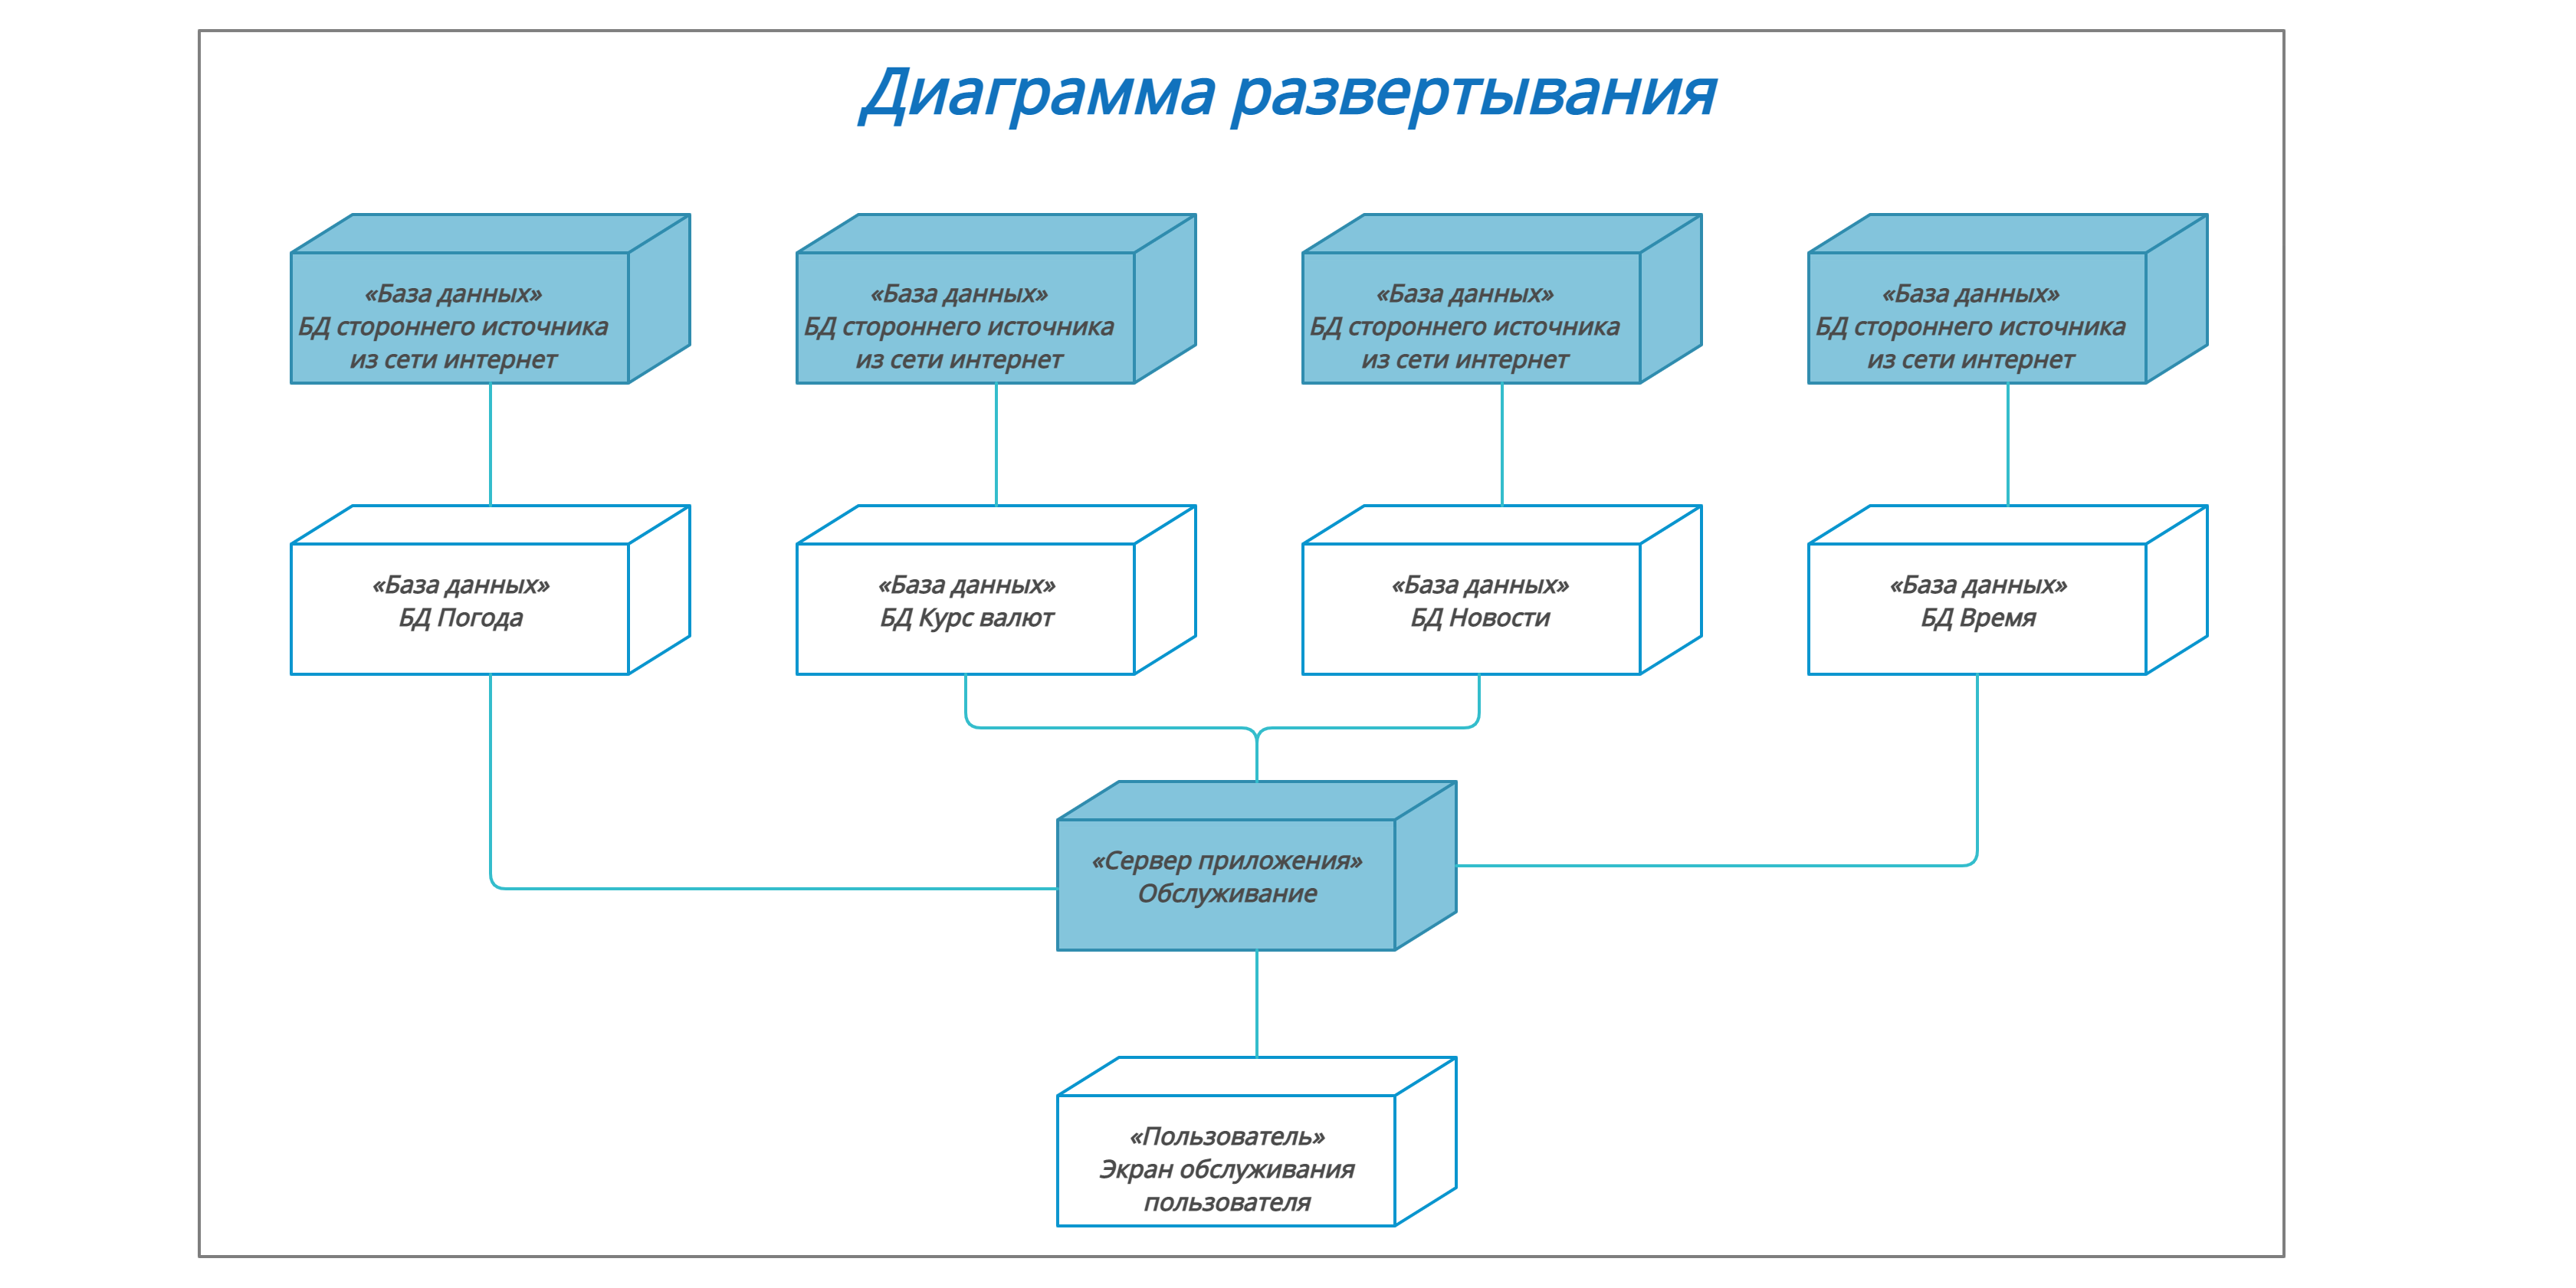 Диаграмма развертывания
«База данных»
БД стороннего источника
из сети интернет
«База данных»
БД стороннего источника
из сети интернет
«База данных»
БД стороннего источника
из сети интернет
«База данных»
БД стороннего источника
из сети интернет
«База данных»
БД Погода
«База данных»
БД Курс валют
«База данных»
БД Новости
«База данных»
БД Время
«Сервер приложения»
Обслуживание
«Пользователь»
Экран обслуживания
пользователя